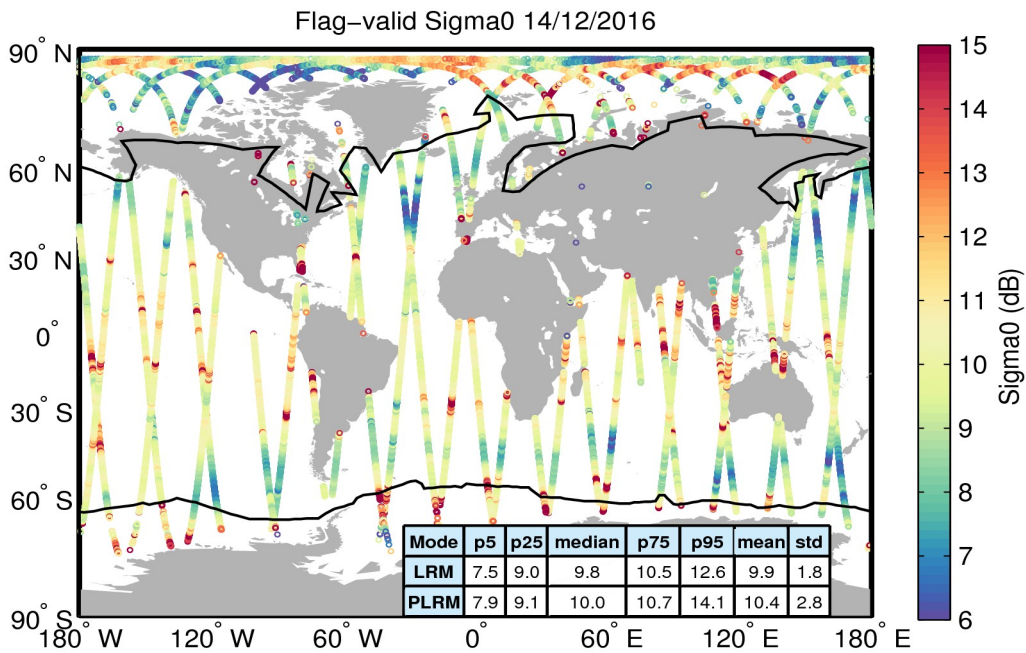 Flag−valid Sigma0 14/12/2016
90° N
60° N
30° N
0°
30° S
60° S
90° S
180° W
120° W
60° W
0°
60° E
120° E
180° E
Mode p5 p25 median p75 p95 mean std
LRM 7.5 9.0 9.8 10.5 12.6 9.9 1.8
PLRM 7.9 9.1 10.0 10.7 14.1 10.4 2.8
15
14
13
12
11
10
9
8
7
6
Sigma0 (dB)